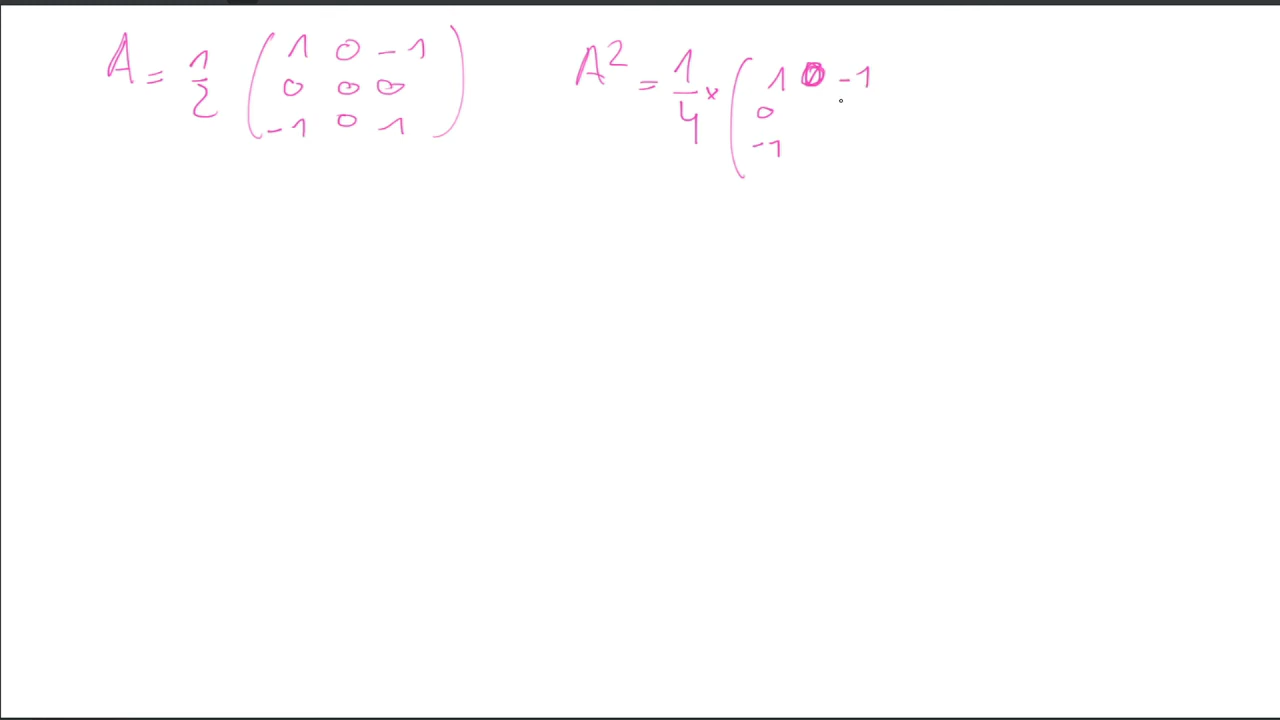 A = 1/2 ( 1 0 -1 ) A² = 1/4 × ( 1 0 -1
0 0 0 0
-1 0 1 -1